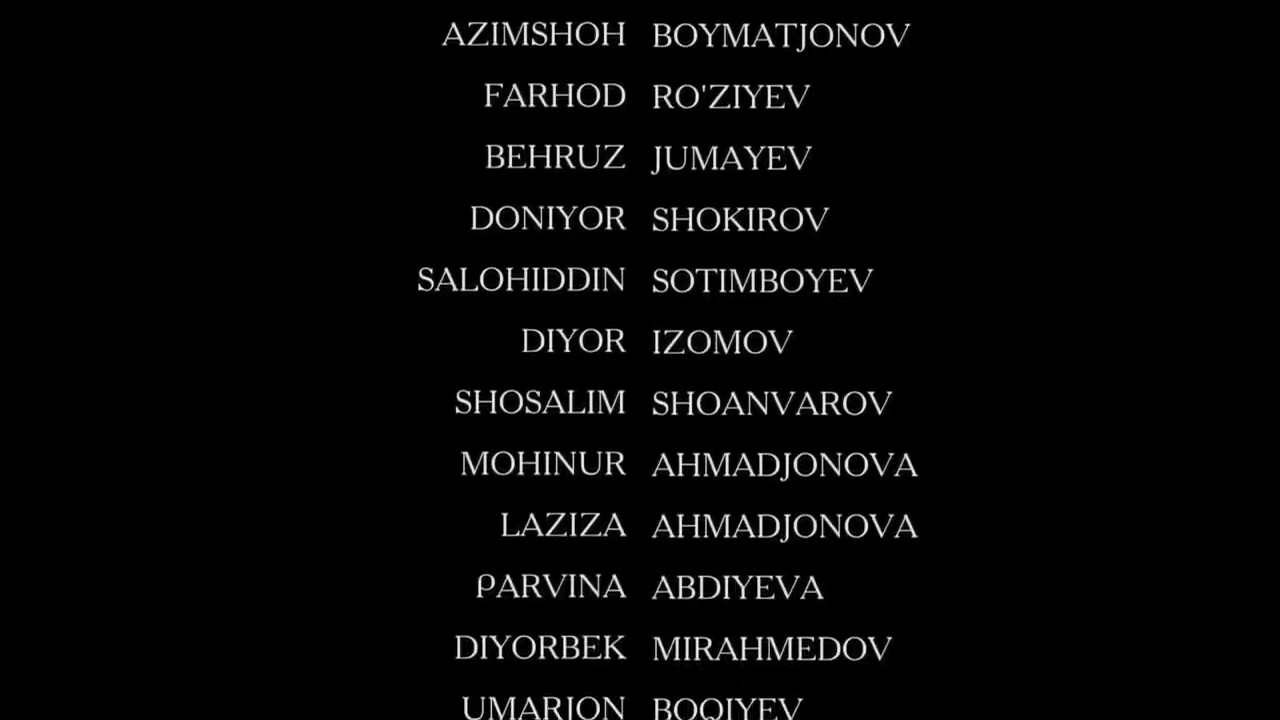 AZIMSHOH BOYMATJONOV
FARHOD RO'ZIYEV
BEHRUZ JUMAYEV
DONIYOR SHOKIROV
SALOHIDDIN SOTIMBOYEV
DIYOR IZOMOV
SHOSALIM SHOANVAROV
MOHINUR AHMADJONOVA
LAZIZA AHMADJONOVA
PARVINA ABDIYEVA
DIYORBEK MIRAHMEDOV
UMARJON BOQIYEV